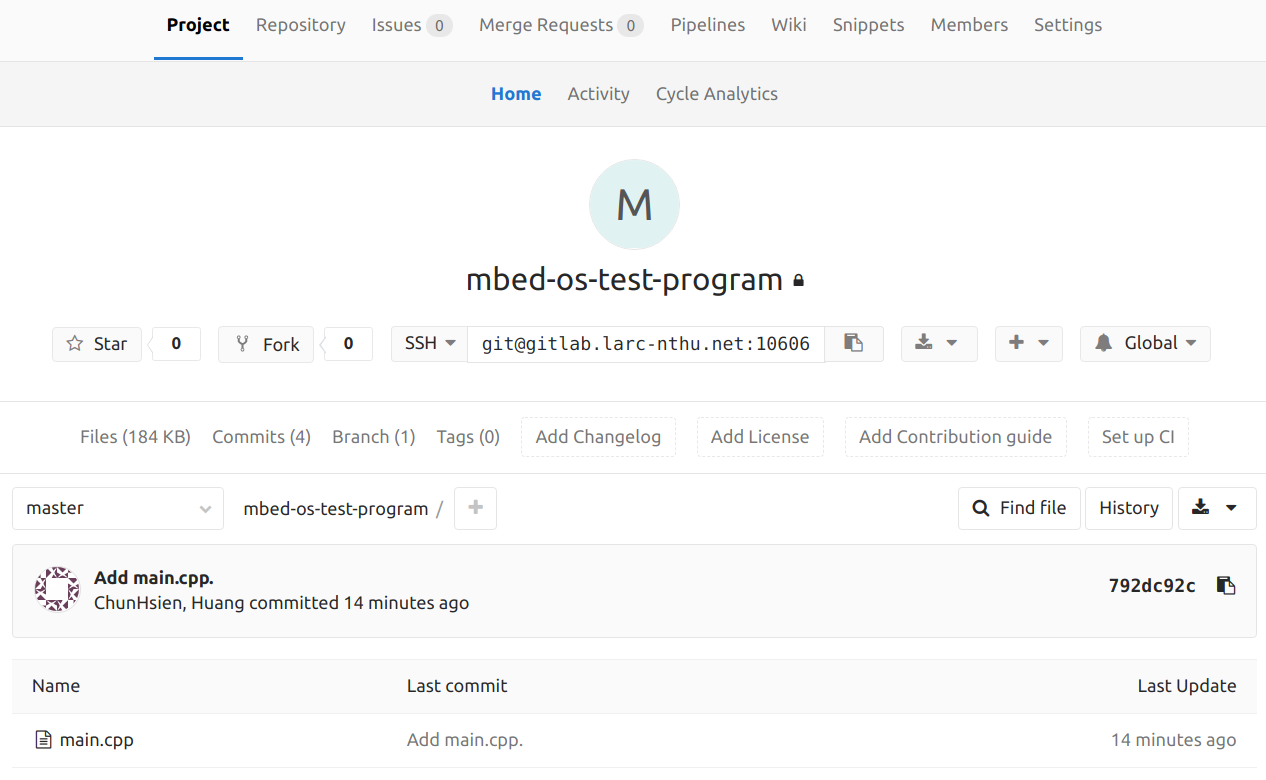 Project Repository Issues 0 Merge Requests 0 Pipelines Wiki Snippets Members Settings
Home Activity Cycle Analytics
M
mbed-os-test-program
Star 0 Fork 0 SSH git@gitlab.larc-nthu.net:10606 Global
Files (184 KB) Commits (4) Branch (1) Tags (0) Add Changelog Add License Add Contribution guide Set up CI
master mbed-os-test-program / + Find file History
Add main.cpp. 792dc92c
ChunHsien, Huang committed 14 minutes ago
Name Last commit Last Update
main.cpp Add main.cpp. 14 minutes ago